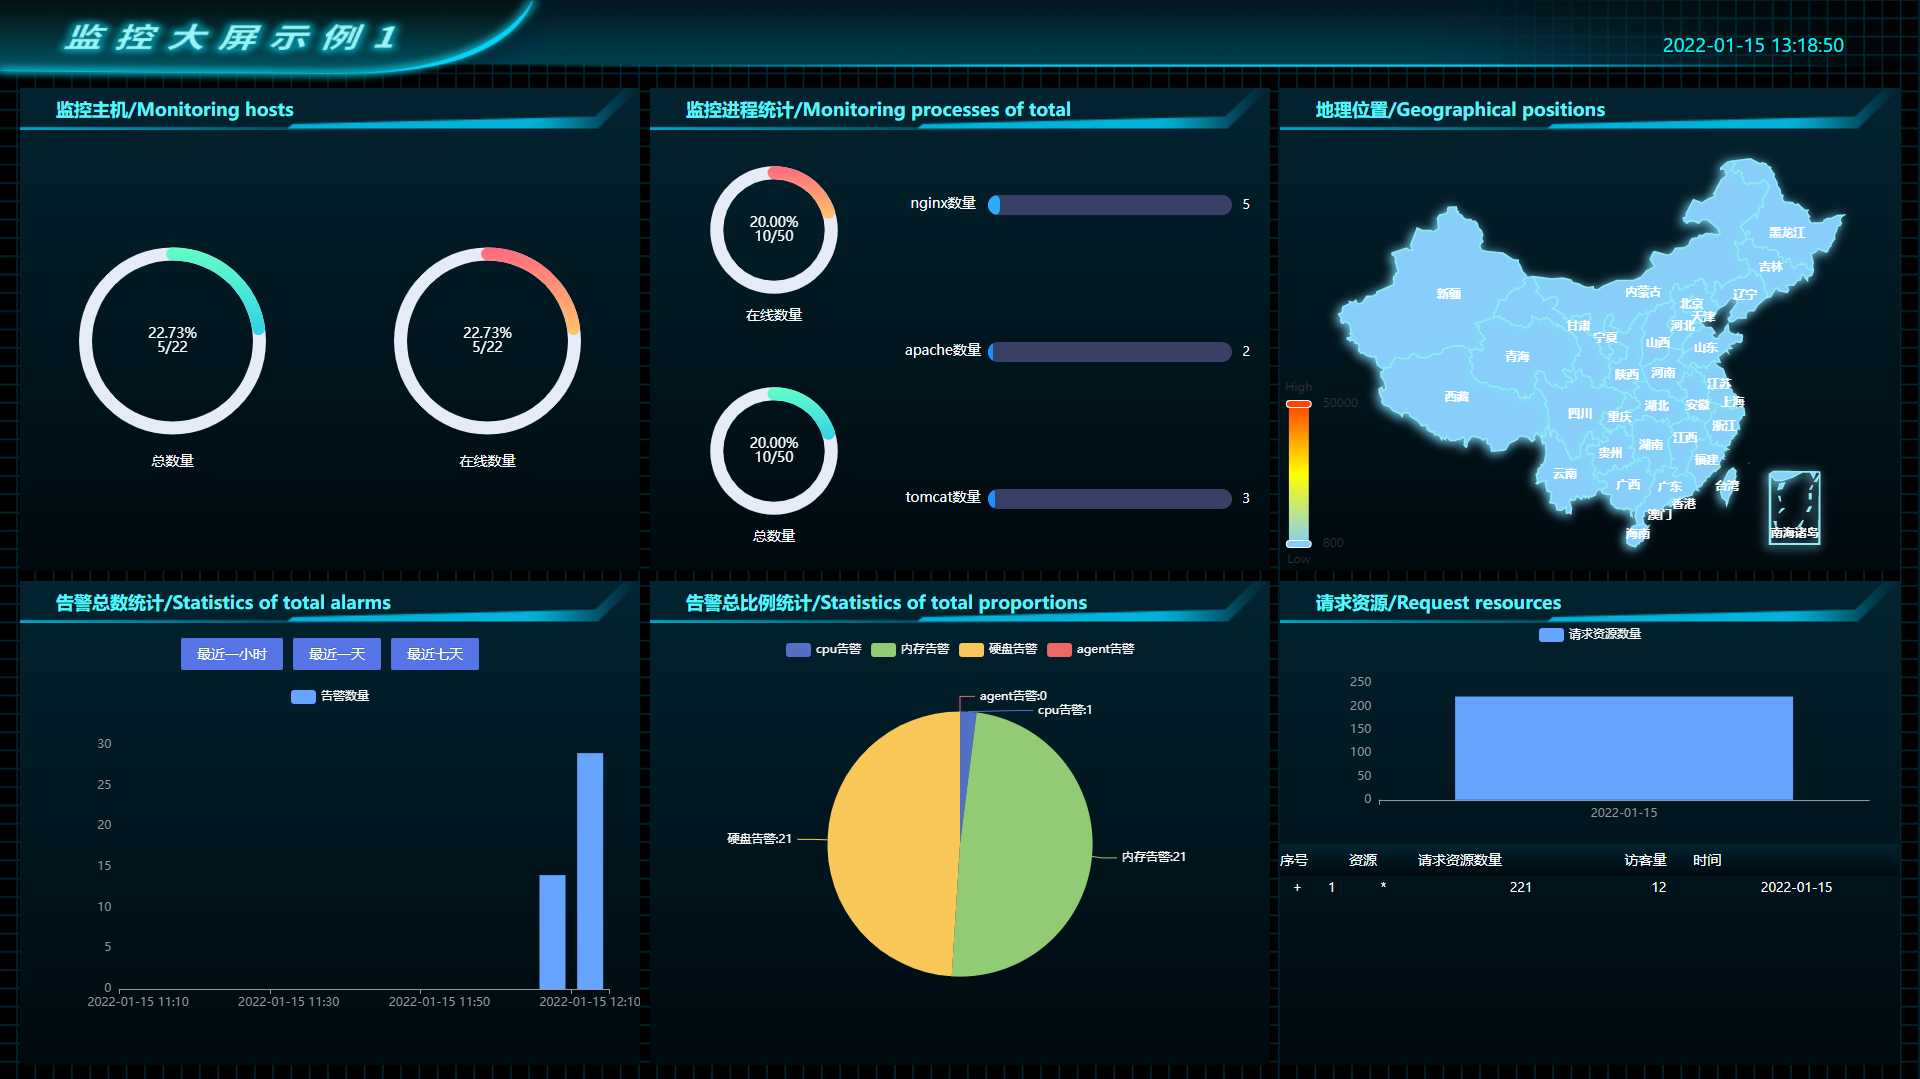 监控大屏示例1
2022-01-15 13:18:50
监控主机/Monitoring hosts
22.73%
5/22
总数量
22.73%
5/22
在线数量
监控进程统计/Monitoring processes of total
20.00%
10/50
在线数量
20.00%
10/50
总数量
nginx数量 5
apache数量 2
tomcat数量 3
地理位置/Geographical positions
黑龙江
吉林
新疆
内蒙古
辽宁
北京
天津
甘肃
河北
宁夏
山西
山东
青海
陕西
河南
江苏
西藏
上海
湖北
安徽
四川
重庆
浙江
江西
湖南
贵州
福建
云南
广西
广东
台湾
香港
澳门
海南
南海诸岛
High
50000
800
Low
告警总数统计/Statistics of total alarms
最近一小时 最近一天 最近七天
告警数量
30
25
20
15
10
5
0
2022-01-15 11:10 2022-01-15 11:30 2022-01-15 11:50 2022-01-15 12:10
告警总比例统计/Statistics of total proportions
cpu告警 内存告警 硬盘告警 agent告警
agent告警:0
cpu告警:1
硬盘告警:21
内存告警:21
请求资源/Request resources
请求资源数量
250
200
150
100
50
0
2022-01-15
序号 资源 请求资源数量 访客量 时间
+ 1 * 221 12 2022-01-15